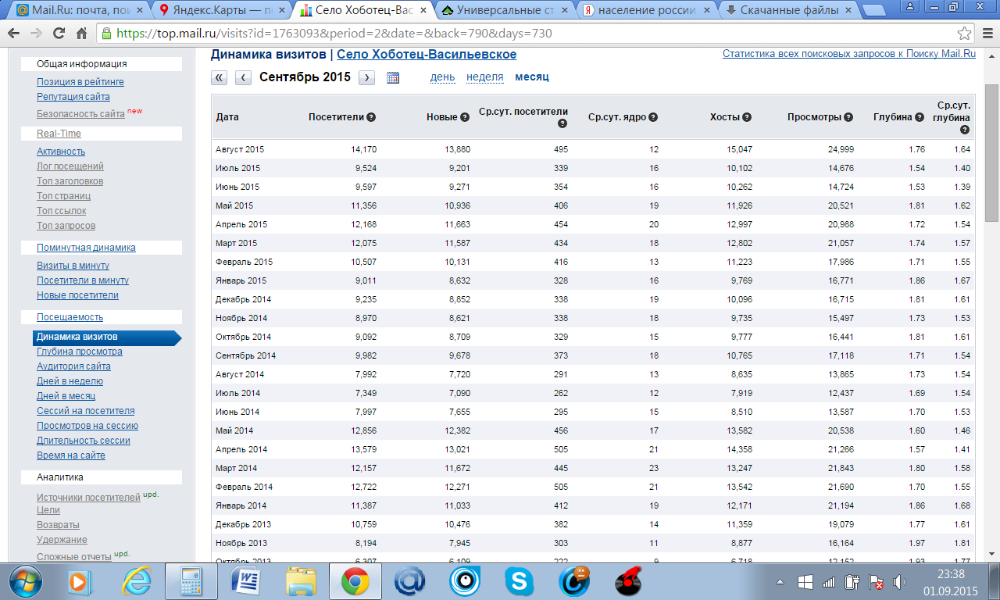 Mail.Ru: почта, пои
Яндекс.Карты — п
Село Хоботец-Вас
Универсальные ст
население россии
Скачанные файлы
https://top.mail.ru/visits?id=1763093&period=2&date=&back=790&days=730
Общая информация
Позиция в рейтинге
Репутация сайта
Безопасность сайта new
Real-Time
Активность
Лог посещений
Топ заголовков
Топ страниц
Топ ссылок
Топ запросов
Поминутная динамика
Визиты в минуту
Посетители в минуту
Новые посетители
Посещаемость
Динамика визитов
Глубина просмотра
Аудитория сайта
Дней в неделю
Дней в месяц
Сессий на посетителя
Просмотров на сессию
Длительность сессии
Время на сайте
Аналитика
Источники посетителей upd.
Цели
Возвраты
Удержание
Сложные отчеты upd.
Динамика визитов | Село Хоботец-Васильевское
Статистика всех поисковых запросов к Поиску Mail.Ru
« ‹ Сентябрь 2015 › день неделя месяц
Дата Посетители ? Новые ? Ср.сут. посетители ? Ср.сут. ядро ? Хосты ? Просмотры ? Глубина ? Ср.сут. глубина ?
Август 2015 14,170 13,880 495 12 15,047 24,999 1.76 1.64
Июль 2015 9,524 9,201 339 16 10,102 14,676 1.54 1.40
Июнь 2015 9,597 9,271 354 16 10,262 14,724 1.53 1.39
Май 2015 11,356 10,936 406 19 11,926 20,521 1.81 1.62
Апрель 2015 12,168 11,663 454 20 12,997 20,988 1.72 1.54
Март 2015 12,075 11,587 434 18 12,802 21,057 1.74 1.57
Февраль 2015 10,507 10,131 416 13 11,223 17,986 1.71 1.55
Январь 2015 9,011 8,632 328 16 9,769 16,771 1.86 1.67
Декабрь 2014 9,235 8,852 338 19 10,096 16,715 1.81 1.61
Ноябрь 2014 8,970 8,621 338 18 9,735 15,497 1.73 1.53
Октябрь 2014 9,092 8,709 329 15 9,777 16,441 1.81 1.61
Сентябрь 2014 9,982 9,678 373 18 10,765 17,118 1.71 1.54
Август 2014 7,992 7,720 291 13 8,635 13,865 1.73 1.54
Июль 2014 7,349 7,090 262 12 7,919 12,437 1.69 1.54
Июнь 2014 7,997 7,655 295 15 8,510 13,587 1.70 1.53
Май 2014 12,856 12,382 456 17 13,582 20,538 1.60 1.46
Апрель 2014 13,579 13,021 505 21 14,358 21,266 1.57 1.41
Март 2014 12,157 11,672 445 23 13,247 21,843 1.80 1.58
Февраль 2014 12,722 12,271 505 21 13,542 21,690 1.70 1.55
Январь 2014 11,387 11,033 412 19 12,171 21,194 1.86 1.68
Декабрь 2013 10,759 10,476 382 14 11,359 19,079 1.77 1.61
Ноябрь 2013 8,194 7,945 303 11 8,877 16,164 1.97 1.81
Октябрь 2013 6,307 6,109 222 9 6,718 12,152 1.93 1.77
23:38
01.09.2015